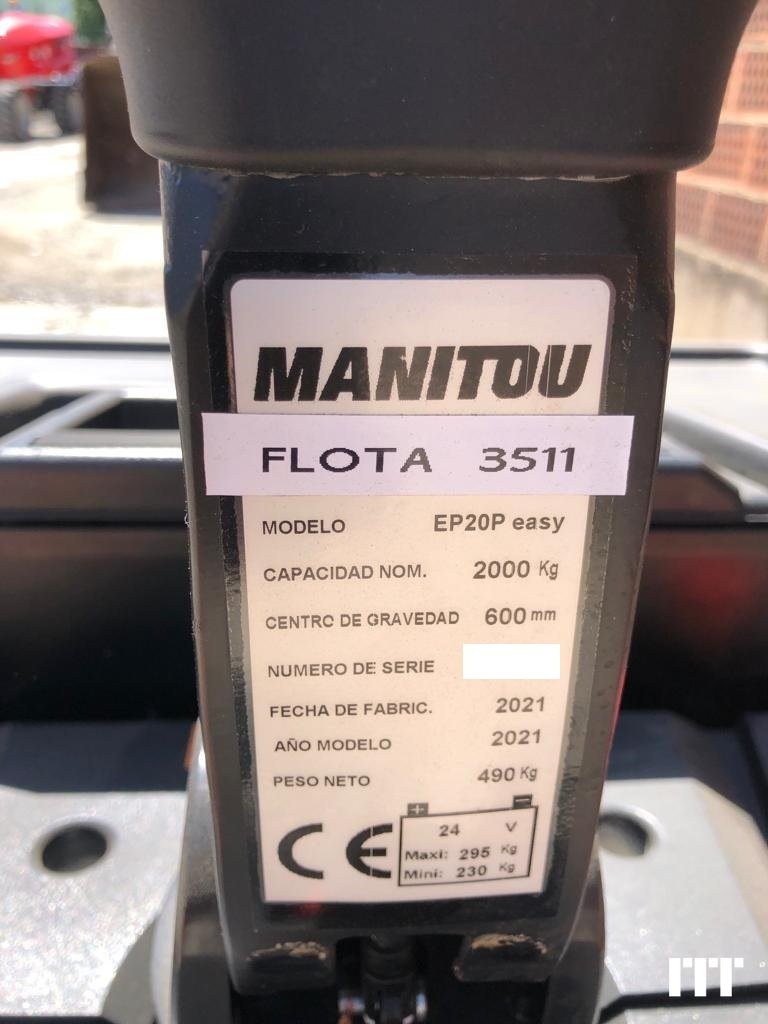 MANITOU
FLOTA 3511
MODELO EP20P easy
CAPACIDAD NOM. 2000 Kg
CENTRO DE GRAVEDAD 600 mm
NUMERO DE SERIE
FECHA DE FABRIC. 2021
AÑO MODELO 2021
PESO NETO 490 Kg
CE
+ -
24 V
Maxi: 295 Kg
Mini: 230 Kg